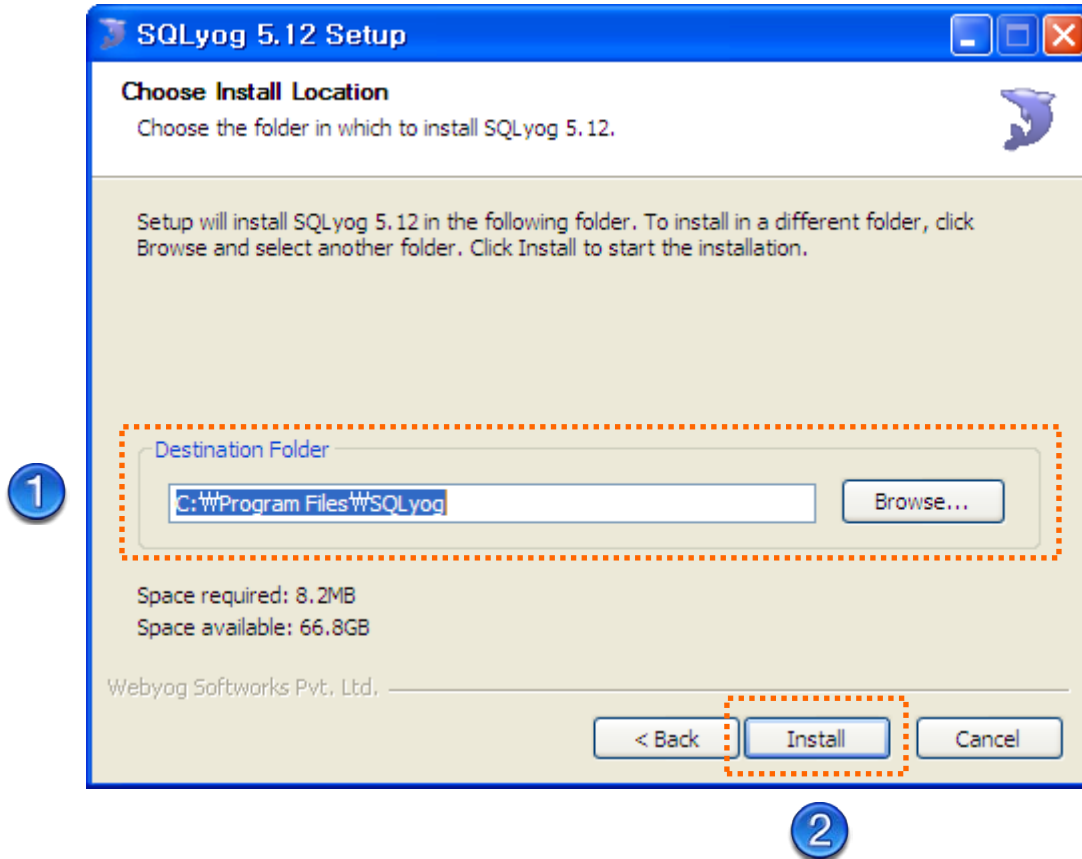 SQLyog 5.12 Setup
Choose Install Location
Choose the folder in which to install SQLyog 5.12.
Setup will install SQLyog 5.12 in the following folder. To install in a different folder, click
Browse and select another folder. Click Install to start the installation.
Destination Folder
1
C:₩Program Files₩SQLyog
Browse...
Space required: 8.2MB
Space available: 66.8GB
Webyog Softworks Pvt. Ltd.
< Back
Install
Cancel
2